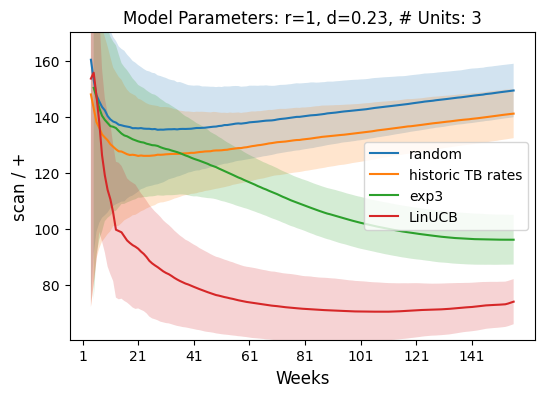 Model Parameters: r=1, d=0.23, # Units: 3
scan / +
160
140
120
100
80
random
historic TB rates
exp3
LinUCB
1
21
41
61
81
101
121
141
Weeks